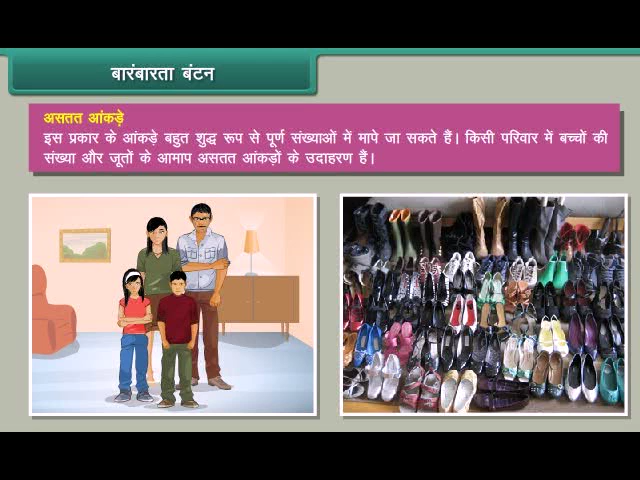 बारंबारता बंटन
असतत आंकड़े
इस प्रकार के आंकड़े बहुत शुद्ध रूप से पूर्ण संख्याओं में मापे जा सकते हैं। किसी परिवार में बच्चों की
संख्या और जूतों के आमाप असतत आंकड़ों के उदाहरण हैं।